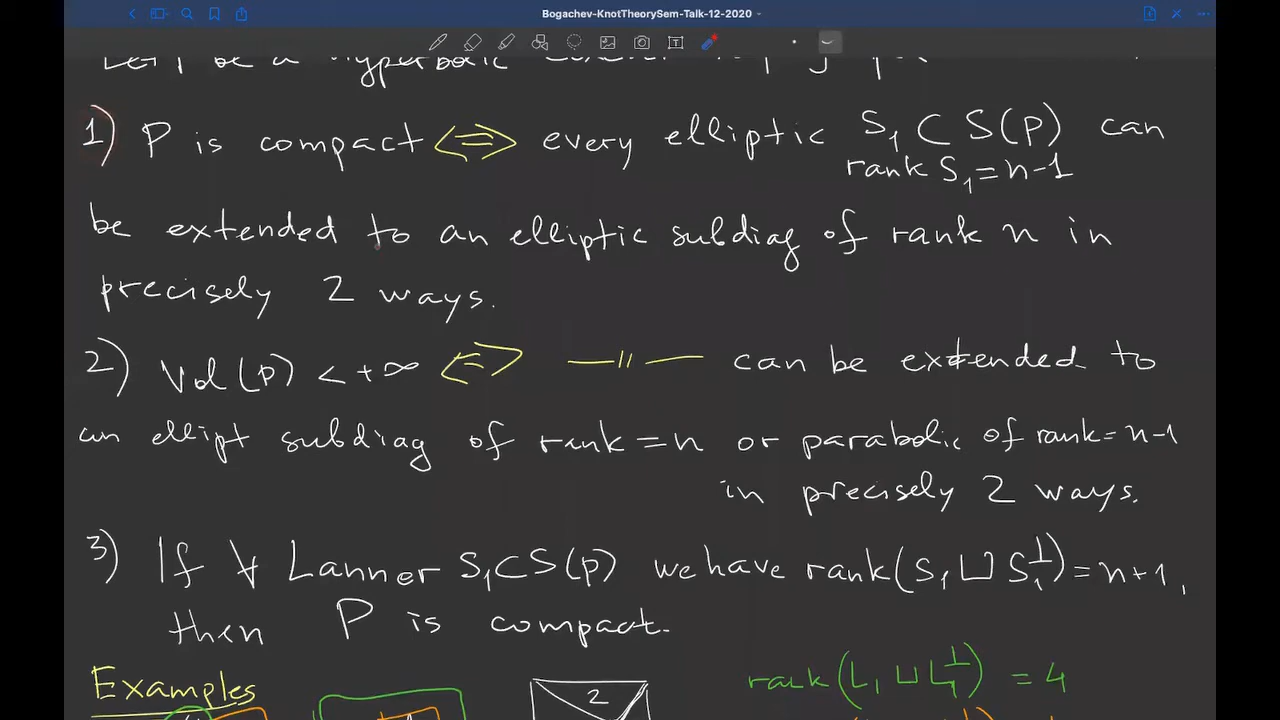 Bogachev-KnotTheorySem-Talk-12-2020
Let P be a hyperbolic
1) P is compact <=> every elliptic S₁ ⊂ S(P) can
rank S₁ = n-1
be extended to an elliptic subdiag of rank n in
precisely 2 ways.
2) Vol(P) < +∞ <=> —"— can be extended to
an ellipt subdiag of rank = n or parabolic of rank = n-1
in precisely 2 ways.
3) If ∀ Lanner S₁ ⊂ S(P) we have rank(S₁ ⊔ S₁^⊥) = n+1,
then P is compact.
Examples
2
rank(L₁ ⊔ L₁^⊥) = 4